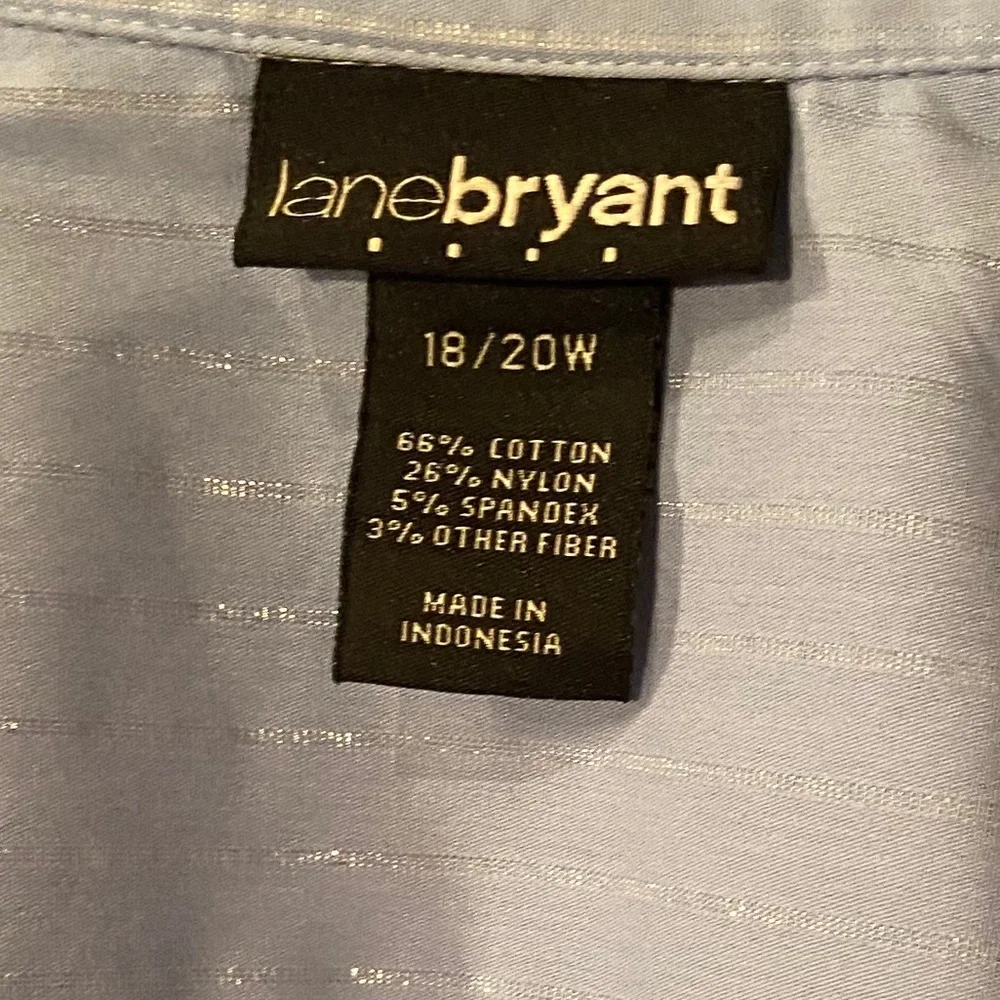 lanebryant
18/20W
66% COTTON
26% NYLON
5% SPANDEX
3% OTHER FIBER
MADE IN
INDONESIA